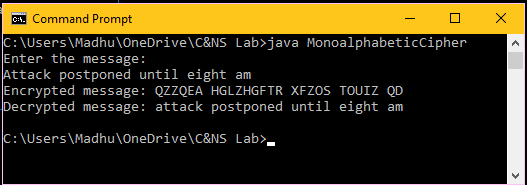 Command Prompt
C:\Users\Madhu\OneDrive\C&NS Lab>java MonoalphabeticCipher
Enter the message:
Attack postponed until eight am
Encrypted message: QZZQEA HGLZHGFTR XFZOS TOUIZ QD
Decrypted message: attack postponed until eight am
C:\Users\Madhu\OneDrive\C&NS Lab>